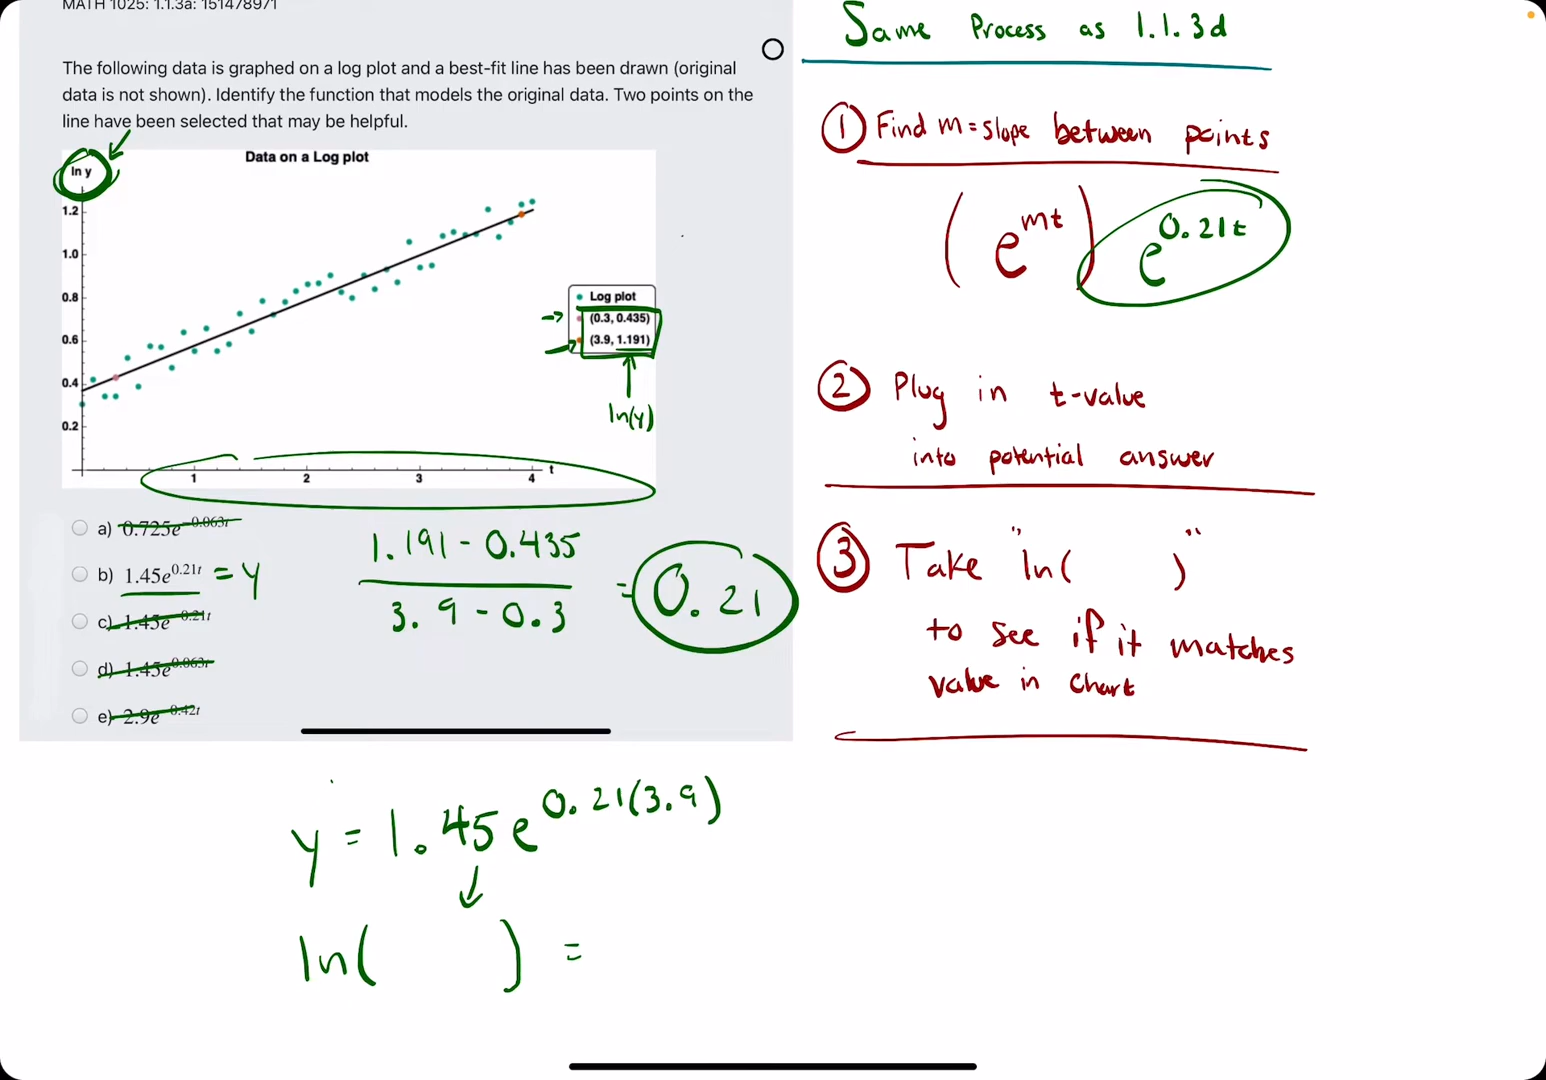 MATH 1025: 1.1.3a: 151478971
The following data is graphed on a log plot and a best-fit line has been drawn (original
data is not shown). Identify the function that models the original data. Two points on the
line have been selected that may be helpful.
Data on a Log plot
ln y
1.2
1.0
0.8
0.6
0.4
0.2
1
2
3
4
t
Log plot
(0.3, 0.435)
(3.9, 1.191)
ln(y)
a) 0.725e^-0.063t
b) 1.45e^0.21t = y
c) 1.45e^-0.21t
d) 1.45e^0.063t
e) 2.9e^-0.42t
1.191 - 0.435
3.9 - 0.3
= 0.21
y = 1.45e^0.21(3.9)
ln( ) =
Same Process as 1.1.3d
① Find m=slope between points
(e^mt) e^0.21t
② Plug in t-value
into potential answer
③ Take "ln( )"
to see if it matches
value in chart